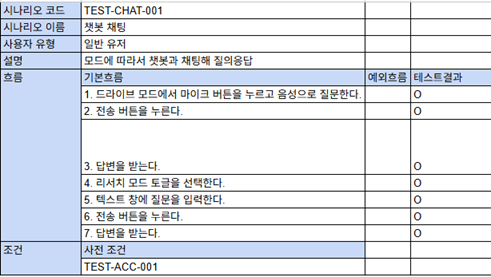 시나리오 코드 TEST-CHAT-001
시나리오 이름 챗봇 채팅
사용자 유형 일반 유저
설명 모드에 따라서 챗봇과 채팅해 질의응답
흐름 기본흐름 예외흐름 테스트결과
1. 드라이브 모드에서 마이크 버튼을 누르고 음성으로 질문한다. O
2. 전송 버튼을 누른다. O
3. 답변을 받는다. O
4. 리서치 모드 토글을 선택한다. O
5. 텍스트 창에 질문을 입력한다. O
6. 전송 버튼을 누른다. O
7. 답변을 받는다. O
조건 사전 조건
TEST-ACC-001